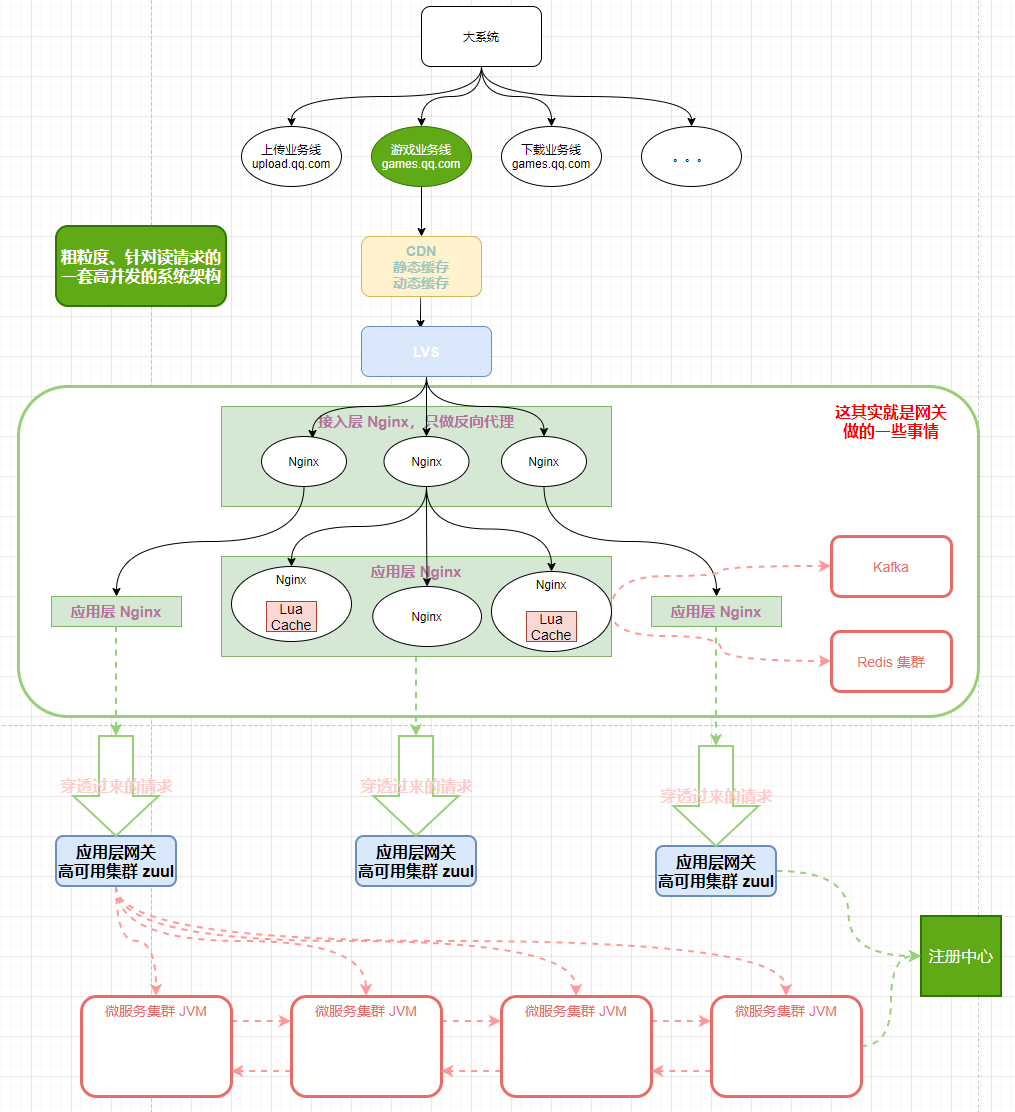 大系统
上传业务线
upload.qq.com
游戏业务线
games.qq.com
下载业务线
games.qq.com
。。。
粗粒度、针对读请求的
一套高并发的系统架构
CDN
静态缓存
动态缓存
LVS
接入层 Nginx，只做反向代理
这其实就是网关
做的一些事情
Nginx
Nginx
Nginx
应用层 Nginx
Nginx
Lua
Cache
Nginx
Nginx
Lua
Cache
应用层 Nginx
应用层 Nginx
Kafka
Redis 集群
穿透过来的请求
穿透过来的请求
穿透过来的请求
应用层网关
高可用集群 zuul
应用层网关
高可用集群 zuul
应用层网关
高可用集群 zuul
注册中心
微服务集群 JVM
微服务集群 JVM
微服务集群 JVM
微服务集群 JVM